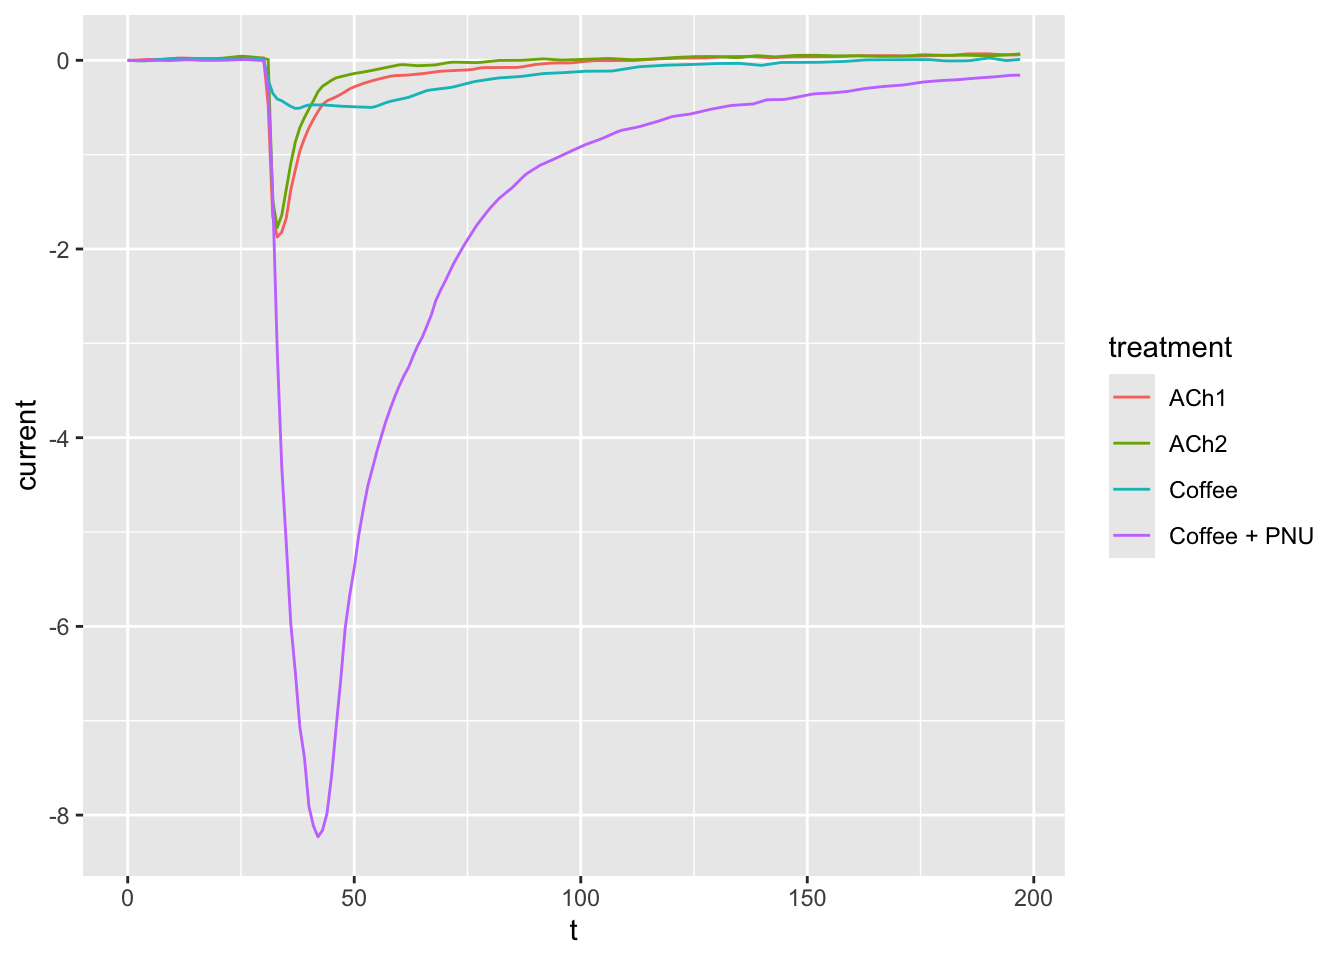 0
-2
-4
-6
-8
current
0 50 100 150 200
t
treatment
ACh1
ACh2
Coffee
Coffee + PNU